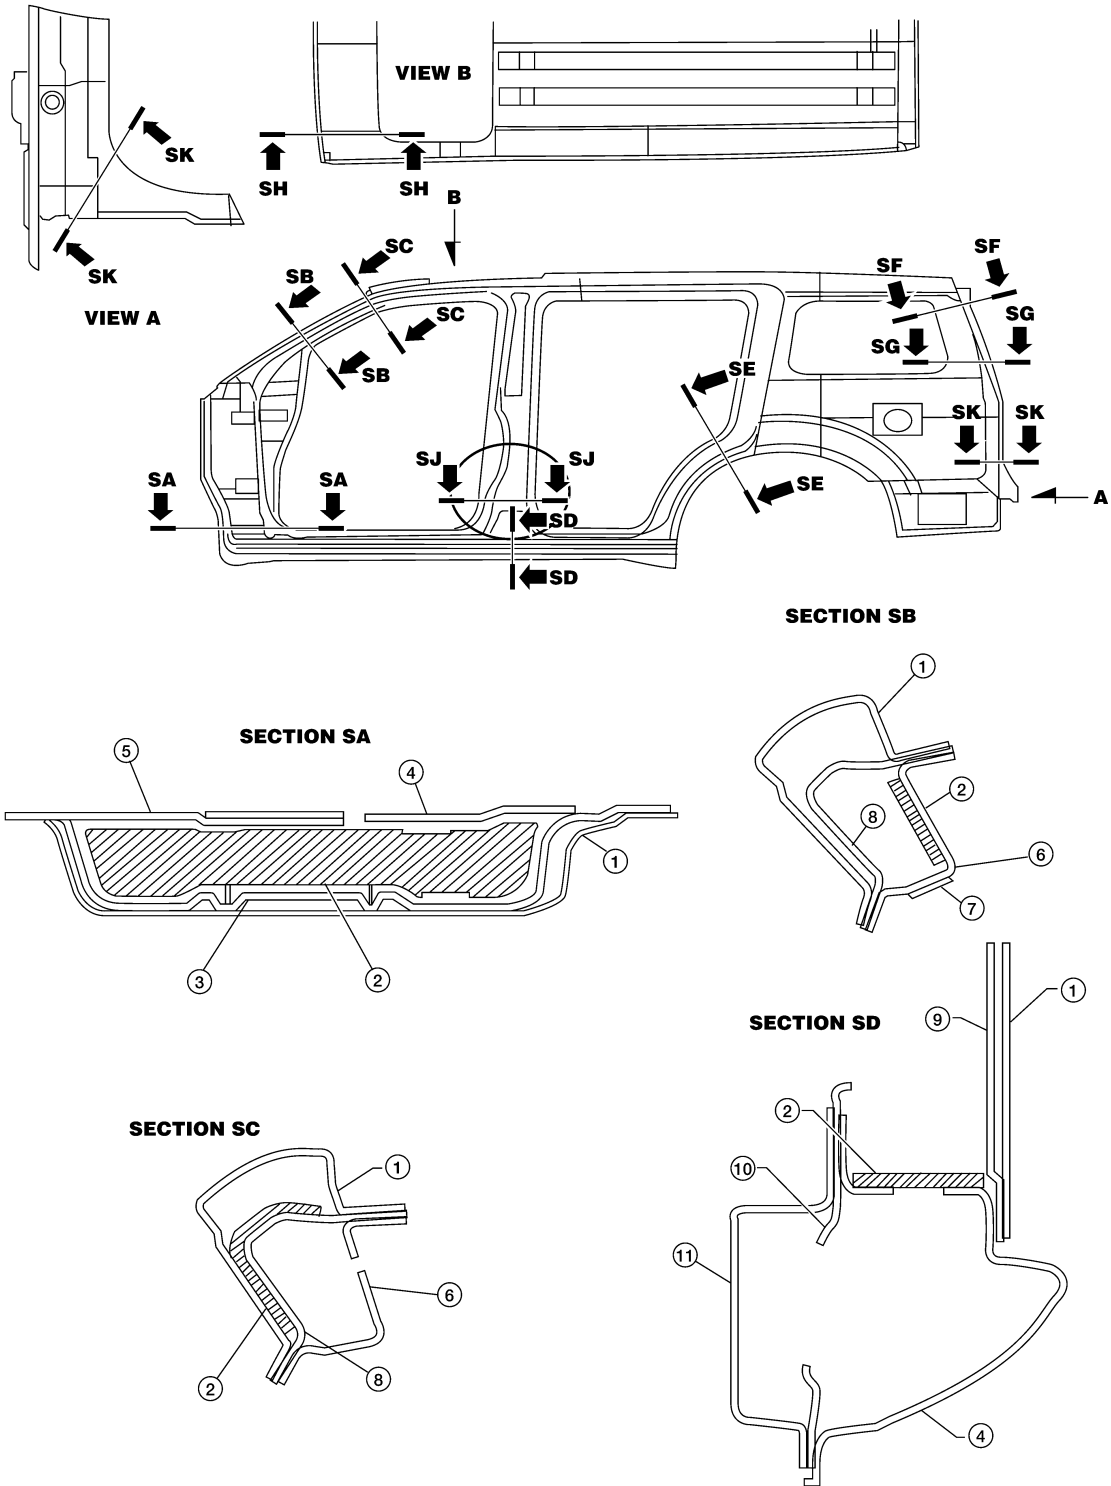 VIEW B
SK
SH
SH
SK
VIEW A
B
SC
SB
SC
SB
SF
SF
SG
SG
SE
SK
SK
SJ
SJ
SA
SA
SE
A
SD
SD
SECTION SB
1
2
8
6
7
SECTION SA
5
4
1
3
2
SECTION SD
9
1
2
10
11
4
SECTION SC
1
6
2
8